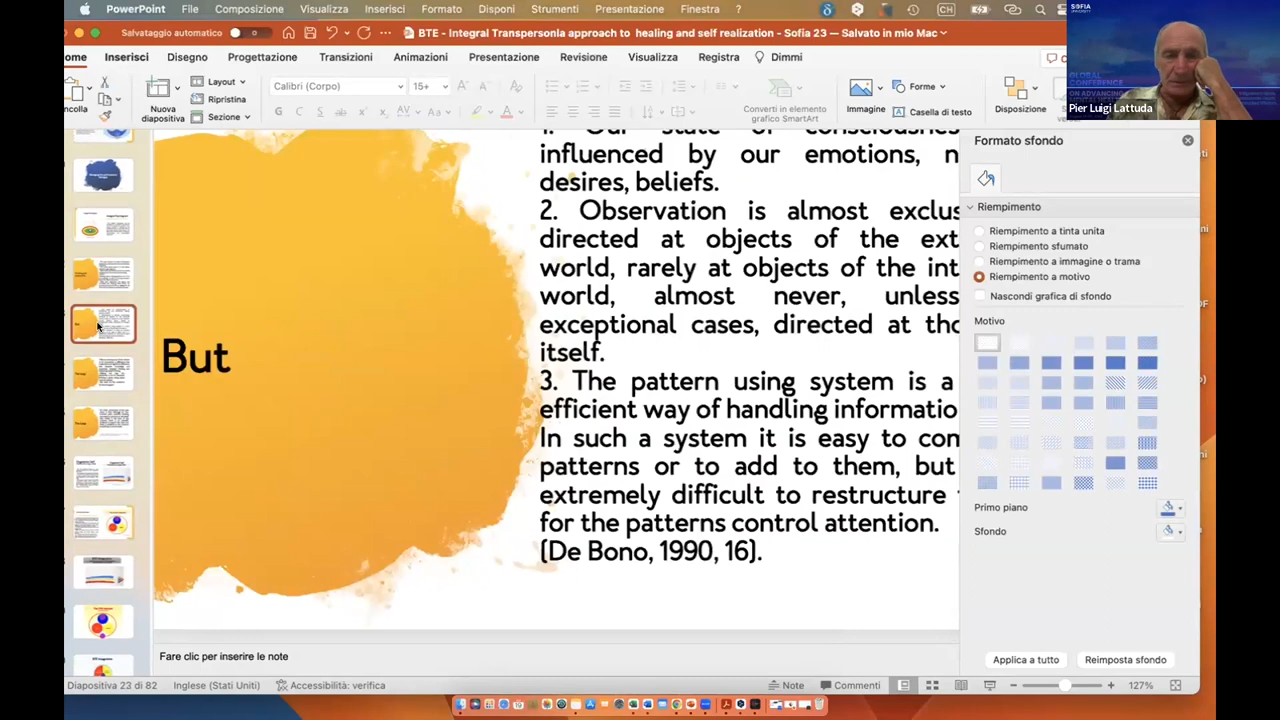 PowerPoint File Composizione Visualizza Inserisci Formato Disponi Strumenti Presentazione Finestra ?
Salvataggio automatico
BTE - Integral Transpersonla approach to healing and self realization - Sofia 23 — Salvato in mio Mac
Inserisci Disegno Progettazione Transizioni Animazioni Presentazione Revisione Visualizza Registra Dimmi
Nuova diapositiva
Layout
Ripristina
Sezione
Calibri (Corpo) 15+
Converti in elemento grafico SmartArt
Immagine
Forme
Casella di testo
Disposizione
SOFIA
GLOBAL
CONFERENCE
ON ADVANCING
Pier Luigi Lattuda
But
influenced by our emotions,
desires, beliefs.
2. Observation is almost
directed at objects of the
world, rarely at objects of the
world, almost never,
exceptional cases, directed at
itself.
3. The pattern using system is a
efficient way of handling
In such a system it is easy to
patterns or to add to them, but
extremely difficult to restructure
for the patterns control attention.
(De Bono, 1990, 16).
Formato sfondo
Riempimento
Riempimento a tinta unita
Riempimento sfumato
Riempimento a immagine o trama
Riempimento a motivo
Nascondi grafica di sfondo
Motivo
Primo piano
Sfondo
Applica a tutto Reimposta sfondo
Fare clic per inserire le note
Diapositiva 23 di 82 Inglese (Stati Uniti) Accessibilità: verifica Note Commenti 127%